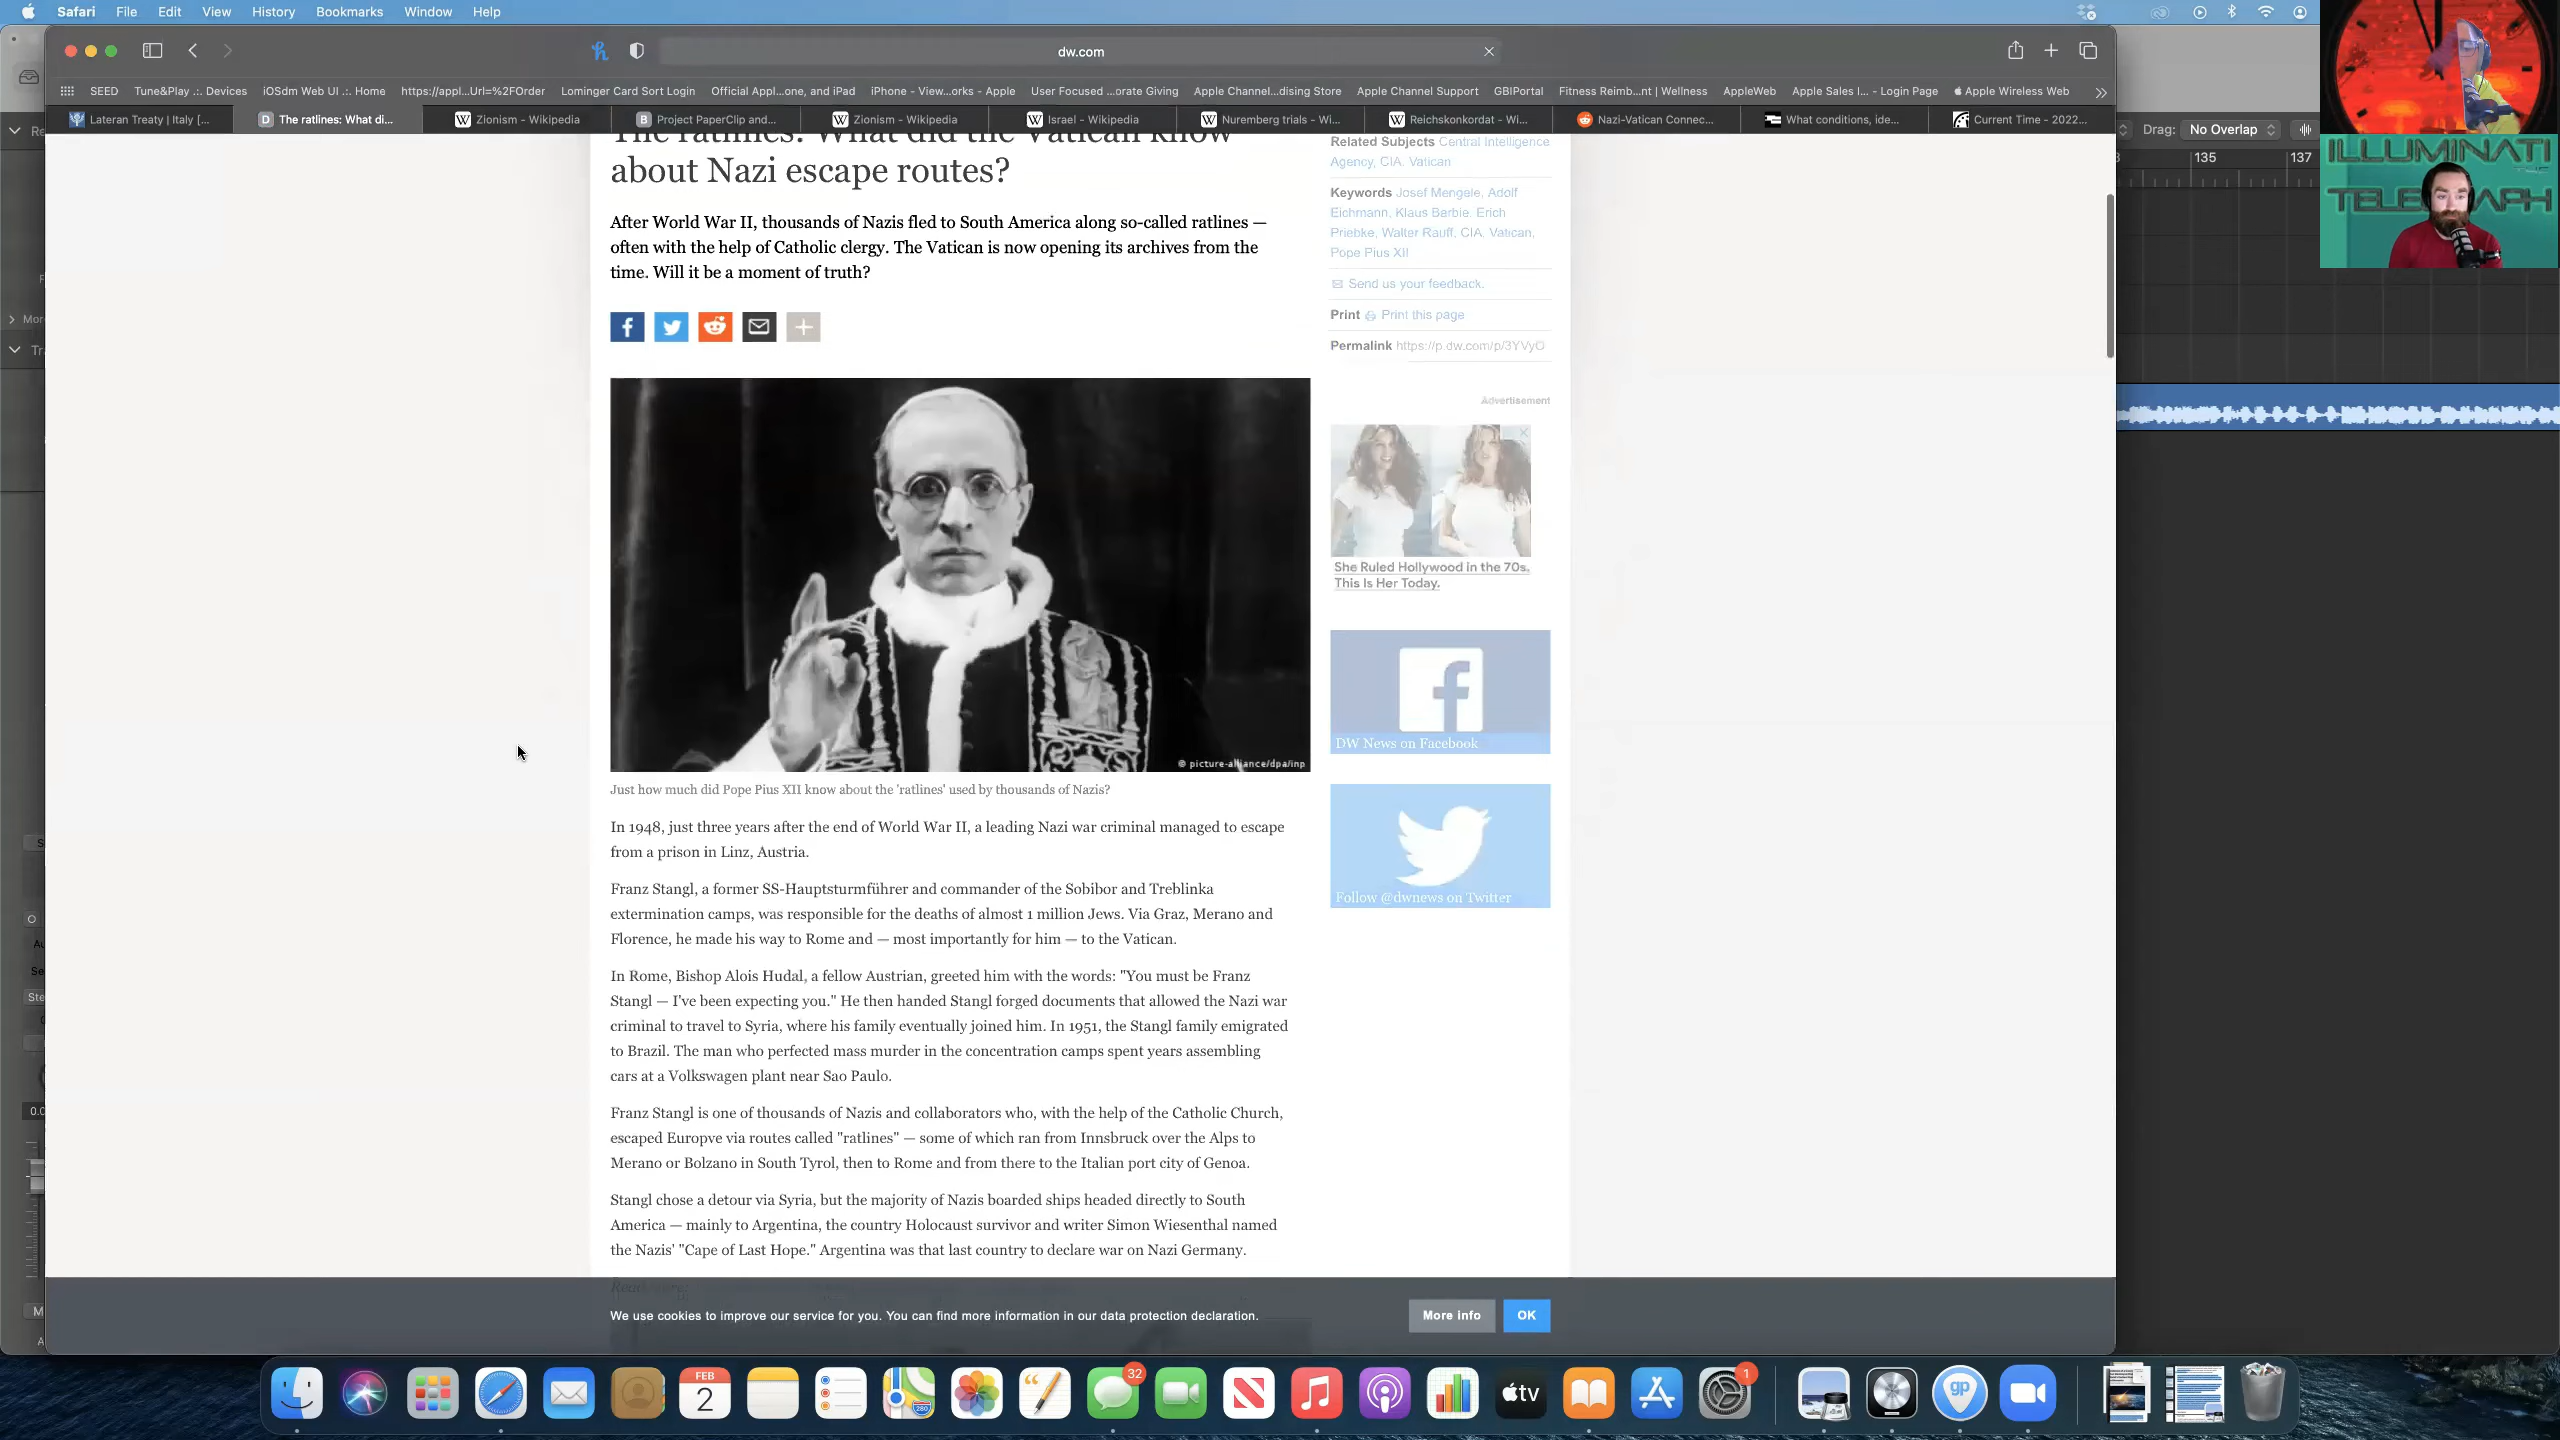 Safari File Edit View History Bookmarks Window Help
dw.com
SEED Tune&Play .:. Devices iOSdm Web UI .:. Home https://appl...Url=%2FOrder Lominger Card Sort Login Official Appl...one, and iPad iPhone - View...orks - Apple User Focused ...orate Giving Apple Channel...dising Store Apple Channel Support GBIPortal Fitness Reimb...nt | Wellness AppleWeb Apple Sales I... - Login Page Apple Wireless Web
Lateran Treaty | Italy [... The ratlines: What di... Zionism - Wikipedia Project PaperClip and... Zionism - Wikipedia Israel - Wikipedia Nuremberg trials - Wi... Reichskonkordat - Wi... Nazi-Vatican Connec... What conditions, ide... Current Time - 2022...
Drag: No Overlap
135 137
ILLUMINATI
THE
TELEGRAPH
The ratlines: What did the Vatican know
about Nazi escape routes?
After World War II, thousands of Nazis fled to South America along so-called ratlines —
often with the help of Catholic clergy. The Vatican is now opening its archives from the
time. Will it be a moment of truth?
Related Subjects Central Intelligence
Agency, CIA, Vatican
Keywords Josef Mengele, Adolf
Eichmann, Klaus Barbie, Erich
Priebke, Walter Rauff, CIA, Vatican,
Pope Pius XII
Send us your feedback.
Print Print this page
Permalink https://p.dw.com/p/3YVyO
Advertisement
She Ruled Hollywood in the 70s.
This Is Her Today.
DW News on Facebook
Follow @dwnews on Twitter
© picture-alliance/dpa/inp
Just how much did Pope Pius XII know about the 'ratlines' used by thousands of Nazis?
In 1948, just three years after the end of World War II, a leading Nazi war criminal managed to escape
from a prison in Linz, Austria.
Franz Stangl, a former SS-Hauptsturmführer and commander of the Sobibor and Treblinka
extermination camps, was responsible for the deaths of almost 1 million Jews. Via Graz, Merano and
Florence, he made his way to Rome and — most importantly for him — to the Vatican.
In Rome, Bishop Alois Hudal, a fellow Austrian, greeted him with the words: "You must be Franz
Stangl — I've been expecting you." He then handed Stangl forged documents that allowed the Nazi war
criminal to travel to Syria, where his family eventually joined him. In 1951, the Stangl family emigrated
to Brazil. The man who perfected mass murder in the concentration camps spent years assembling
cars at a Volkswagen plant near Sao Paulo.
Franz Stangl is one of thousands of Nazis and collaborators who, with the help of the Catholic Church,
escaped Europve via routes called "ratlines" — some of which ran from Innsbruck over the Alps to
Merano or Bolzano in South Tyrol, then to Rome and from there to the Italian port city of Genoa.
Stangl chose a detour via Syria, but the majority of Nazis boarded ships headed directly to South
America — mainly to Argentina, the country Holocaust survivor and writer Simon Wiesenthal named
the Nazis' "Cape of Last Hope." Argentina was that last country to declare war on Nazi Germany.
We use cookies to improve our service for you. You can find more information in our data protection declaration.
More info OK
FEB
2
32
280
tv
1
gp